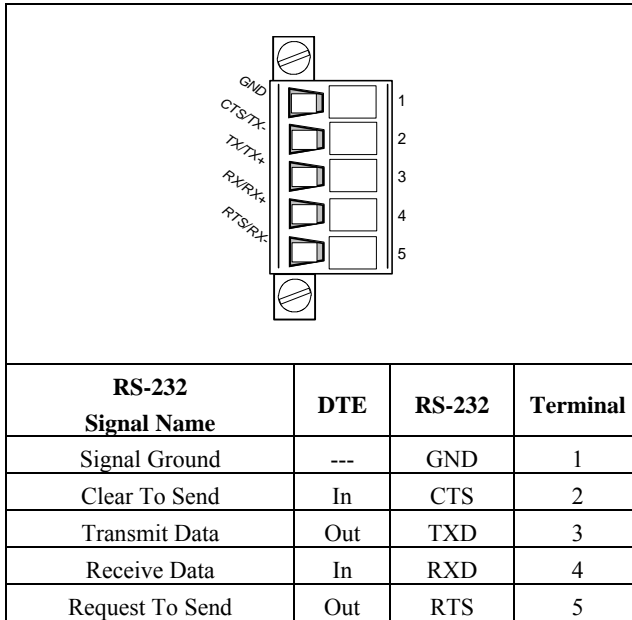 GND
CTS/TX-
TX/TX+
RX/RX+
RTS/RX-
1
2
3
4
5
RS-232
Signal Name DTE RS-232 Terminal
Signal Ground --- GND 1
Clear To Send In CTS 2
Transmit Data Out TXD 3
Receive Data In RXD 4
Request To Send Out RTS 5